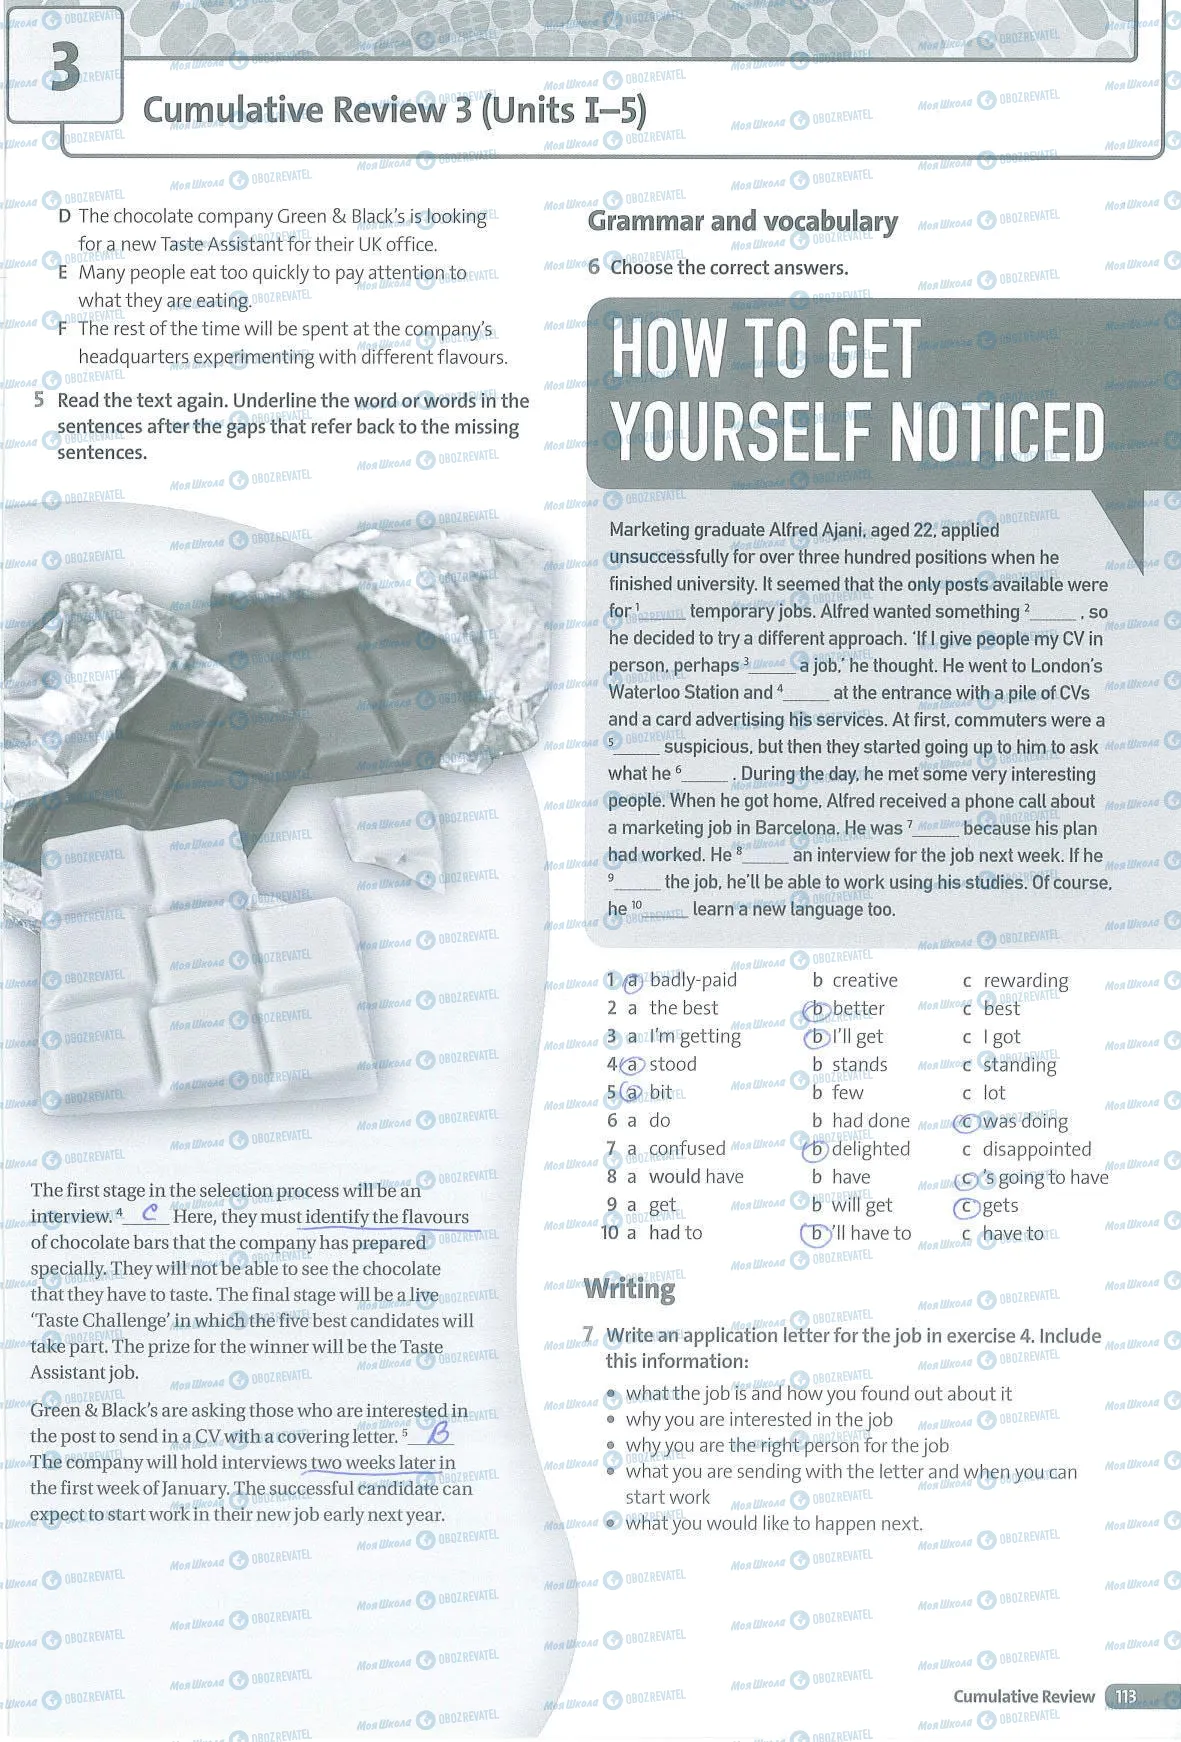 3
Cumulative Review 3 (Units I–5)
D The chocolate company Green & Black's is looking
for a new Taste Assistant for their UK office.
E Many people eat too quickly to pay attention to
what they are eating.
F The rest of the time will be spent at the company's
headquarters experimenting with different flavours.
5 Read the text again. Underline the word or words in the
sentences after the gaps that refer back to the missing
sentences.
The first stage in the selection process will be an
interview. 4 C Here, they must identify the flavours
of chocolate bars that the company has prepared
specially. They will not be able to see the chocolate
that they have to taste. The final stage will be a live
'Taste Challenge' in which the five best candidates will
take part. The prize for the winner will be the Taste
Assistant job.
Green & Black's are asking those who are interested in
the post to send in a CV with a covering letter. 5 B
The company will hold interviews two weeks later in
the first week of January. The successful candidate can
expect to start work in their new job early next year.
Grammar and vocabulary
6 Choose the correct answers.
HOW TO GET
YOURSELF NOTICED
Marketing graduate Alfred Ajani, aged 22, applied
unsuccessfully for over three hundred positions when he
finished university. It seemed that the only posts available were
for 1_____ temporary jobs. Alfred wanted something 2_____ , so
he decided to try a different approach. 'If I give people my CV in
person, perhaps 3_____ a job,' he thought. He went to London's
Waterloo Station and 4_____ at the entrance with a pile of CVs
and a card advertising his services. At first, commuters were a
5_____ suspicious, but then they started going up to him to ask
what he 6_____ . During the day, he met some very interesting
people. When he got home, Alfred received a phone call about
a marketing job in Barcelona. He was 7_____ because his plan
had worked. He 8_____ an interview for the job next week. If he
9_____ the job, he'll be able to work using his studies. Of course,
he 10_____ learn a new language too.
1 a badly-paid b creative c rewarding
2 a the best b better c best
3 a I'm getting b I'll get c I got
4 a stood b stands c standing
5 a bit b few c lot
6 a do b had done c was doing
7 a confused b delighted c disappointed
8 a would have b have c 's going to have
9 a get b will get c gets
10 a had to b 'll have to c have to
Writing
7 Write an application letter for the job in exercise 4. Include
this information:
• what the job is and how you found out about it
• why you are interested in the job
• why you are the right person for the job
• what you are sending with the letter and when you can
start work
• what you would like to happen next.
Cumulative Review 113
Моя Школа OBOZREVATEL